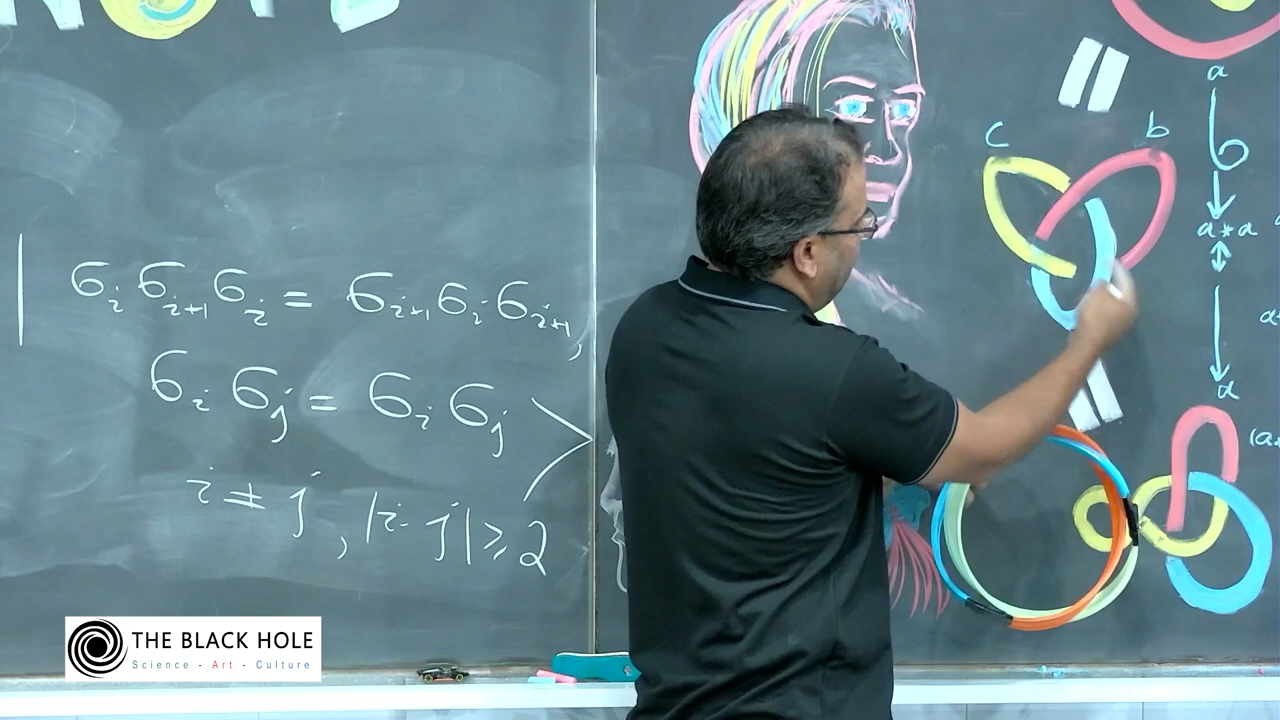 | σᵢ σᵢ₊₁ σᵢ = σᵢ₊₁ σᵢ σᵢ₊₁,
σᵢ σⱼ = σᵢ σⱼ >
i ≠ j, |i - j| ≥ 2
a
c b
a * a
a
THE BLACK HOLE
Science - Art - Culture